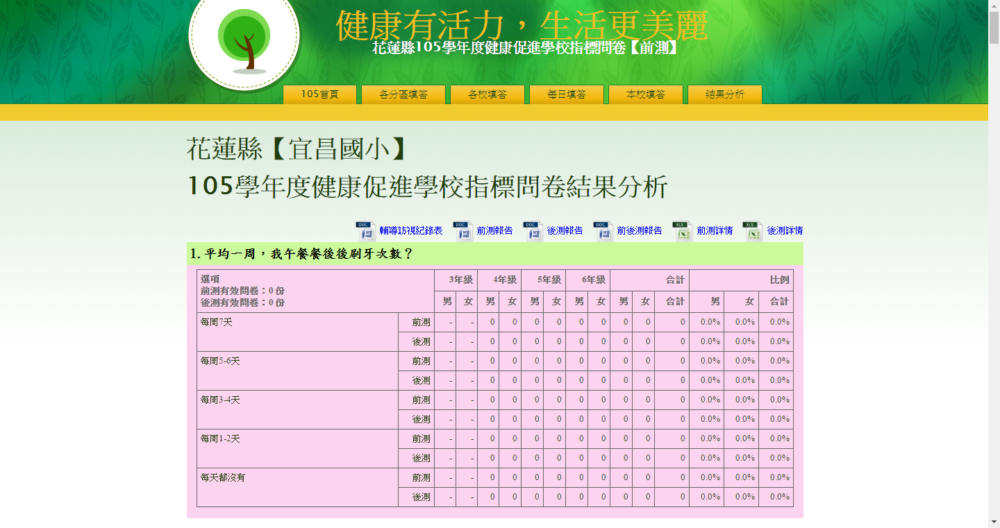 健康有活力，生活更美麗
花蓮縣105學年度健康促進學校指標問卷【前測】
105首頁 各分區填答 各校填答 每日填答 本校填答 結果分析
花蓮縣【宜昌國小】
105學年度健康促進學校指標問卷結果分析
DOC 輔導訪視紀錄表 DOC 前測報告 DOC 後測報告 DOC 前後測報告 XLS 前測詳情 XLS 後測詳情
1. 平均一周，我午餐餐後後刷牙次數？
選項 3年級 4年級 5年級 6年級 合計 比例
前測有效問卷：0 份
後測有效問卷：0 份
男 女 男 女 男 女 男 女 男 女 合計 男 女 合計
每周7天 前測 - - 0 0 0 0 0 0 0 0 0 0.0% 0.0% 0.0%
後測 - - 0 0 0 0 0 0 0 0 0 0.0% 0.0% 0.0%
每周5-6天 前測 - - 0 0 0 0 0 0 0 0 0 0.0% 0.0% 0.0%
後測 - - 0 0 0 0 0 0 0 0 0 0.0% 0.0% 0.0%
每周3-4天 前測 - - 0 0 0 0 0 0 0 0 0 0.0% 0.0% 0.0%
後測 - - 0 0 0 0 0 0 0 0 0 0.0% 0.0% 0.0%
每周1-2天 前測 - - 0 0 0 0 0 0 0 0 0 0.0% 0.0% 0.0%
後測 - - 0 0 0 0 0 0 0 0 0 0.0% 0.0% 0.0%
每天都沒有 前測 - - 0 0 0 0 0 0 0 0 0 0.0% 0.0% 0.0%
後測 - - 0 0 0 0 0 0 0 0 0 0.0% 0.0% 0.0%